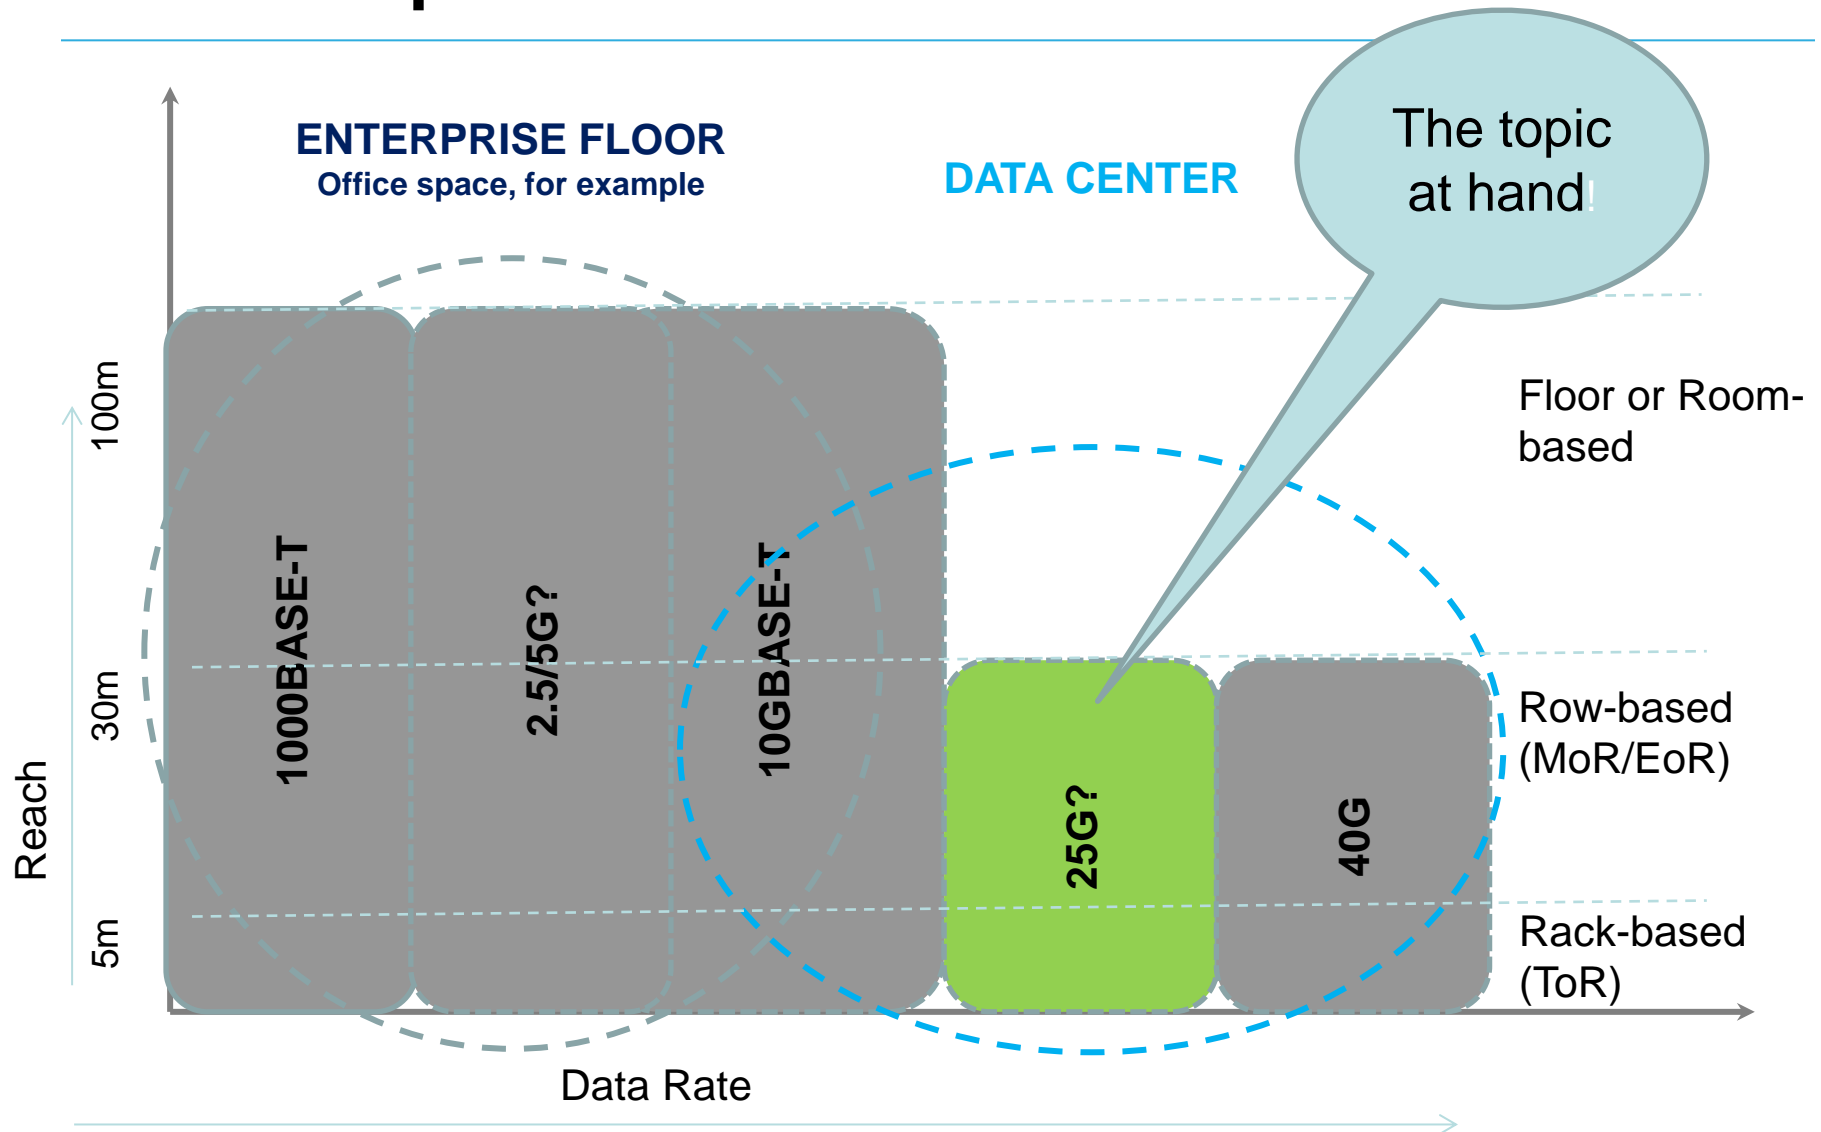 The topic
at hand!
ENTERPRISE FLOOR
Office space, for example
DATA CENTER
100m
30m
5m
Reach
1000BASE-T
2.5/5G?
10GBASE-T
25G?
40G
Floor or Room-
based
Row-based
(MoR/EoR)
Rack-based
(ToR)
Data Rate